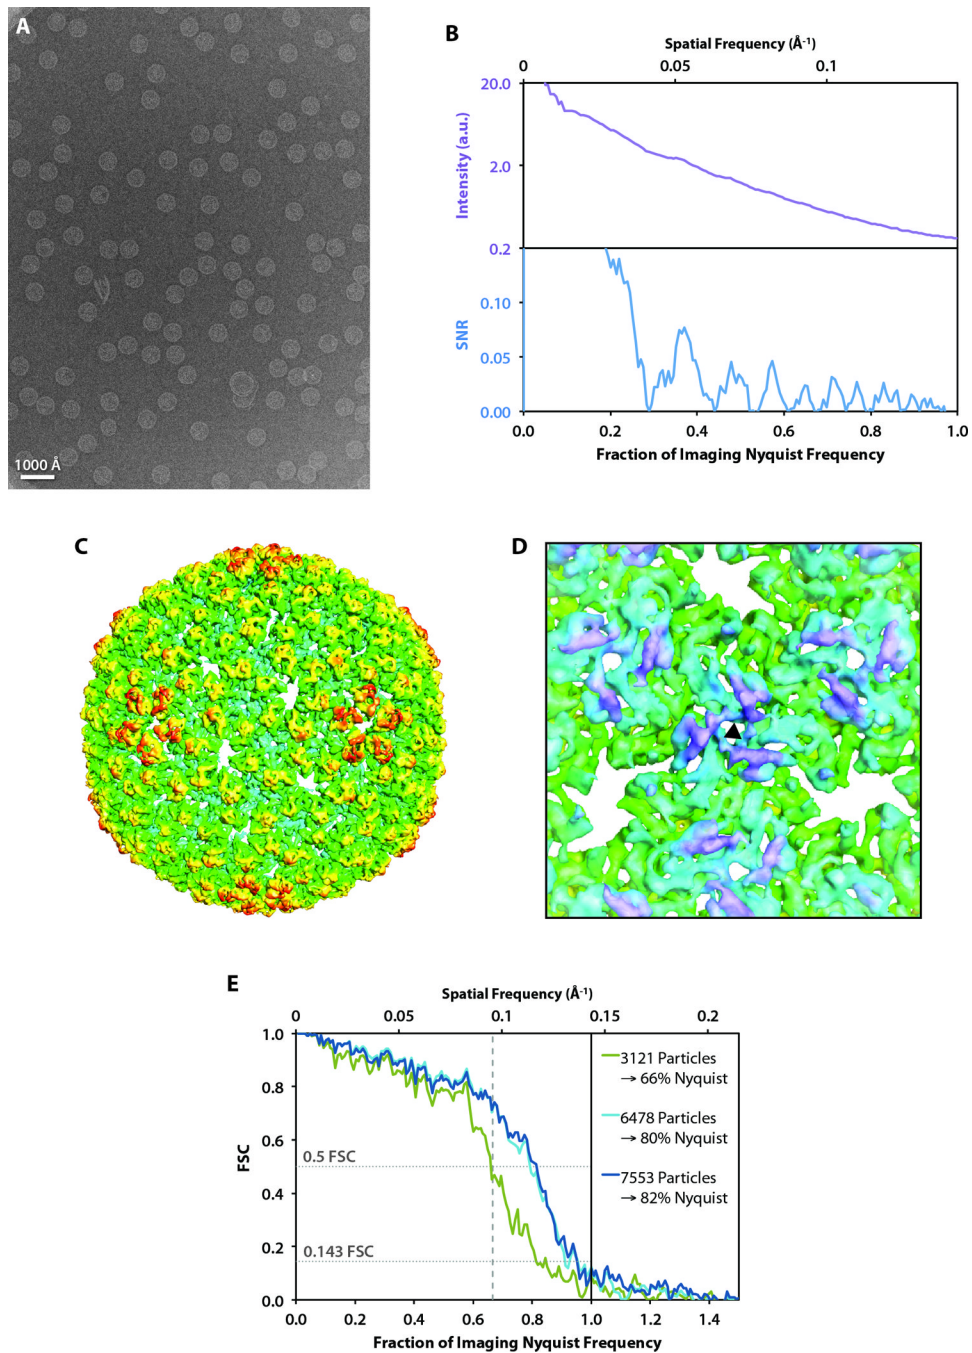 A
1000 Å
B
Spatial Frequency (Å-1)
0 0.05 0.1
20.0
2.0
0.2
Intensity (a.u.)
0.10
0.05
0.00
SNR
0.0 0.2 0.4 0.6 0.8 1.0
Fraction of Imaging Nyquist Frequency
C
D
E
Spatial Frequency (Å-1)
0 0.05 0.1 0.15 0.2
1.0
0.8
0.6
0.4
0.2
0.0
FSC
0.5 FSC
0.143 FSC
3121 Particles
→ 66% Nyquist
6478 Particles
→ 80% Nyquist
7553 Particles
→ 82% Nyquist
0.0 0.2 0.4 0.6 0.8 1.0 1.2 1.4
Fraction of Imaging Nyquist Frequency